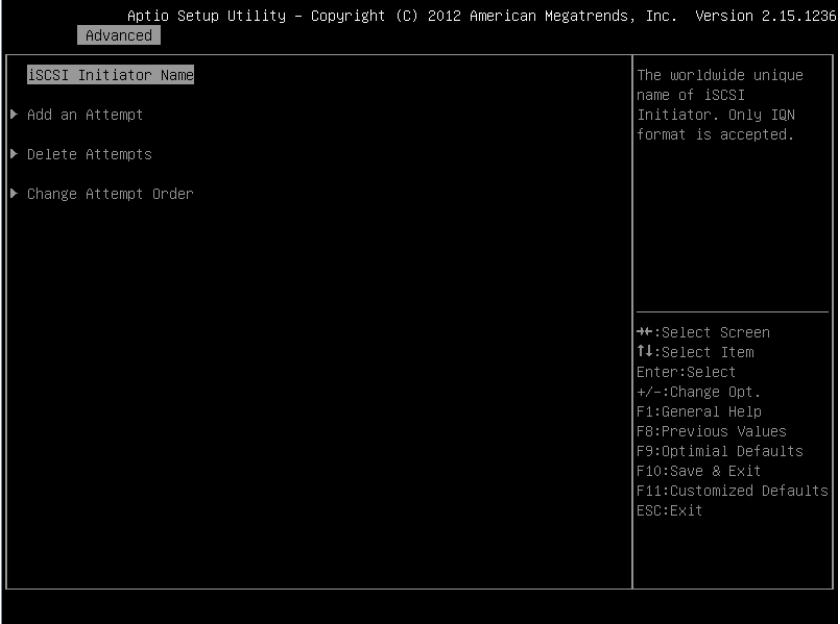 Aptio Setup Utility – Copyright (C) 2012 American Megatrends, Inc. Version 2.15.1236
Advanced
iSCSI Initiator Name
▶ Add an Attempt
▶ Delete Attempts
▶ Change Attempt Order
The worldwide unique
name of iSCSI
Initiator. Only IQN
format is accepted.
→←:Select Screen
↑↓:Select Item
Enter:Select
+/-:Change Opt.
F1:General Help
F8:Previous Values
F9:Optimial Defaults
F10:Save & Exit
F11:Customized Defaults
ESC:Exit